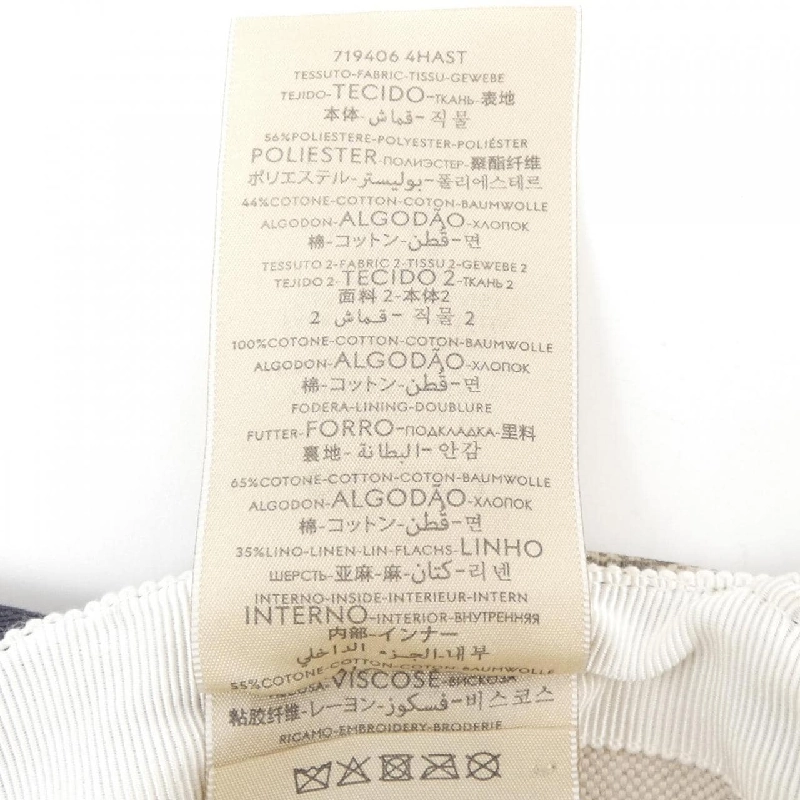 719406 4HAST
TESSUTO-FABRIC-TISSU-GEWEBE
TEJIDO-TECIDO-ТКАНЬ-表地
本体-قماش-직물
56%POLIESTERE-POLYESTER-POLIÉSTER
POLIESTER-ПОЛИЭСТЕР-聚酯纤维
ポリエステル-بوليستر-폴리에스테르
44%COTONE-COTTON-COTON-BAUMWOLLE
ALGODON-ALGODÃO-ХЛОПОК
棉-コットン-قُطن-면
TESSUTO 2-FABRIC 2-TISSU 2-GEWEBE 2
TEJIDO 2-TECIDO 2-ТКАНЬ 2
面料 2-本体2
2 قماش-직물 2
100%COTONE-COTTON-COTON-BAUMWOLLE
ALGODON-ALGODÃO-ХЛОПОК
棉-コットン-قُطن-면
FODERA-LINING-DOUBLURE
FUTTER-FORRO-ПОДКЛАДКА-里料
裏地-البطانة-안감
65%COTONE-COTTON-COTON-BAUMWOLLE
ALGODON-ALGODÃO-ХЛОПОК
棉-コットン-قُطن-면
35%LINO-LINEN-LIN-FLACHS-LINHO
ШЕРСТЬ-亚麻-麻-كتان-리넨
INTERNO-INSIDE-INTERIEUR-INTERN
INTERNO-INTERIOR-ВНУТРЕННЯЯ
内部-インナー
내부-الجزء الداخلي
55%COTONE-COTTON-COTON-BAUMWOLLE
VISCOSE-ВИСКОЗА
粘胶纤维-レーヨン-فسكوز-비스코스
RICAMO-EMBROIDERY-BRODERIE